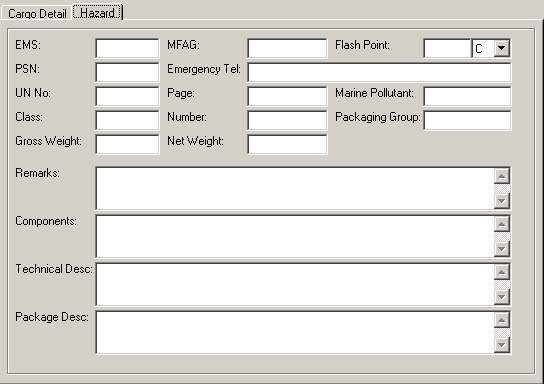 Cargo Detail Hazard
EMS: MFAG: Flash Point: C
PSN: Emergency Tel:
UN No: Page: Marine Pollutant:
Class: Number: Packaging Group:
Gross Weight: Net Weight:
Remarks:
Components:
Technical Desc:
Package Desc: